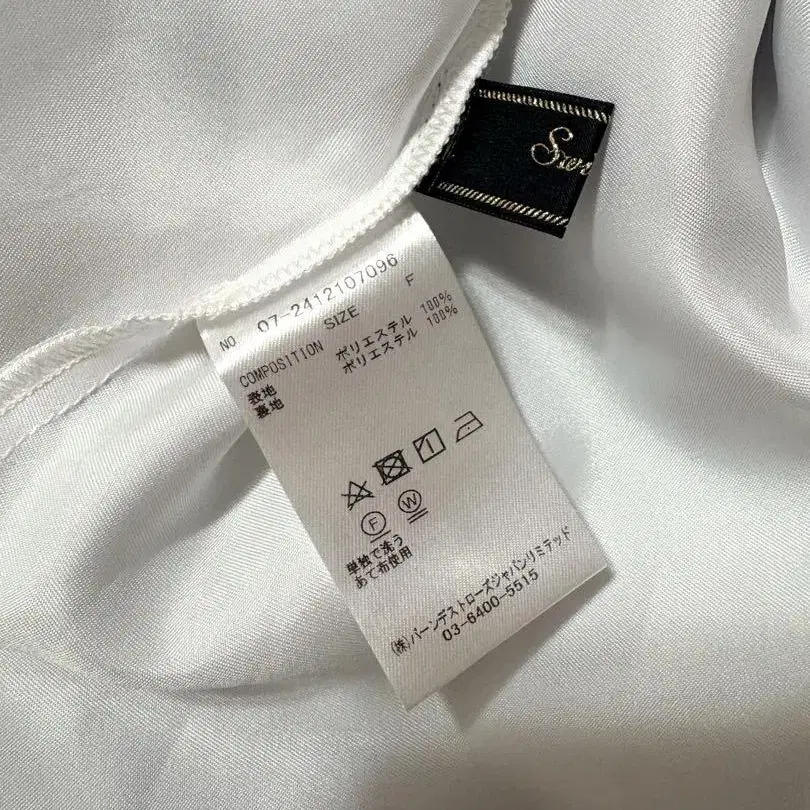 NO. 07-2412107096
SIZE F
COMPOSITION
表地 ポリエステル 100%
裏地 ポリエステル 100%
F W
単独で洗う
あて布使用
(株)バーンデストローズジャパンリミテッド
03-6400-5515